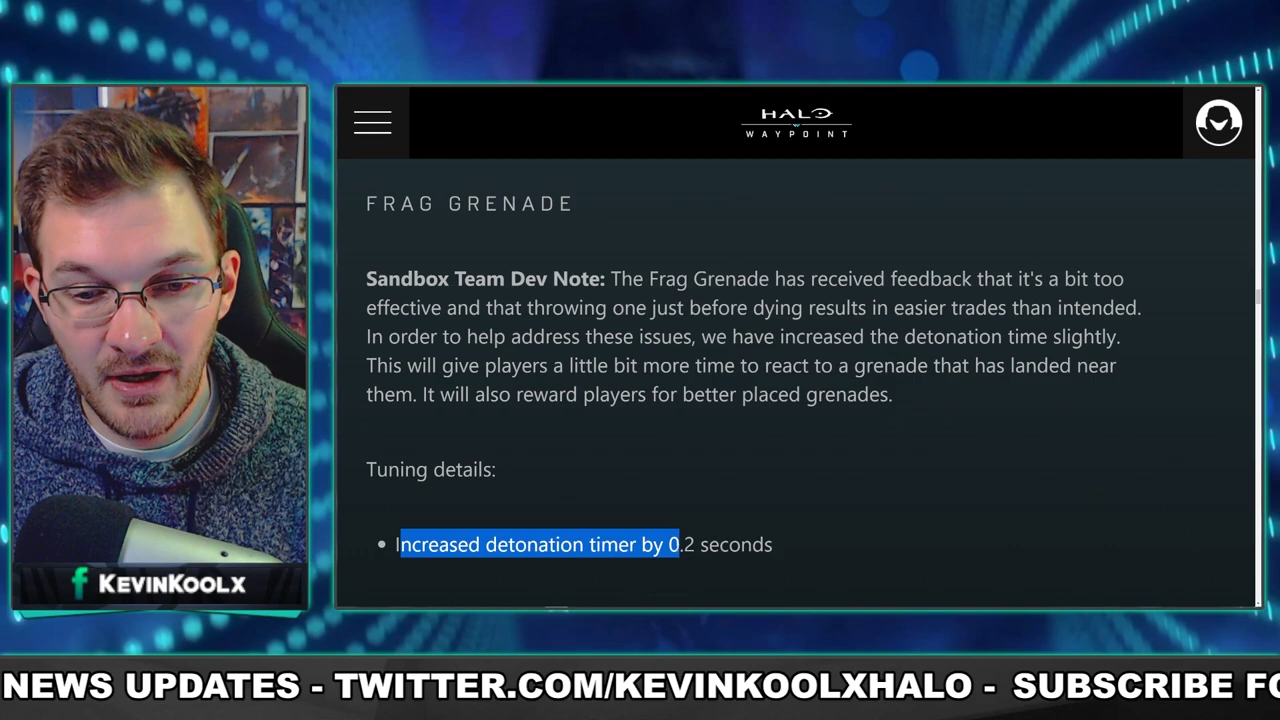 HALO
WAYPOINT
FRAG GRENADE
Sandbox Team Dev Note: The Frag Grenade has received feedback that it's a bit too
effective and that throwing one just before dying results in easier trades than intended.
In order to help address these issues, we have increased the detonation time slightly.
This will give players a little bit more time to react to a grenade that has landed near
them. It will also reward players for better placed grenades.
Tuning details:
• Increased detonation timer by 0.2 seconds
f KEVINKOOLX
NEWS UPDATES - TWITTER.COM/KEVINKOOLXHALO - SUBSCRIBE FO